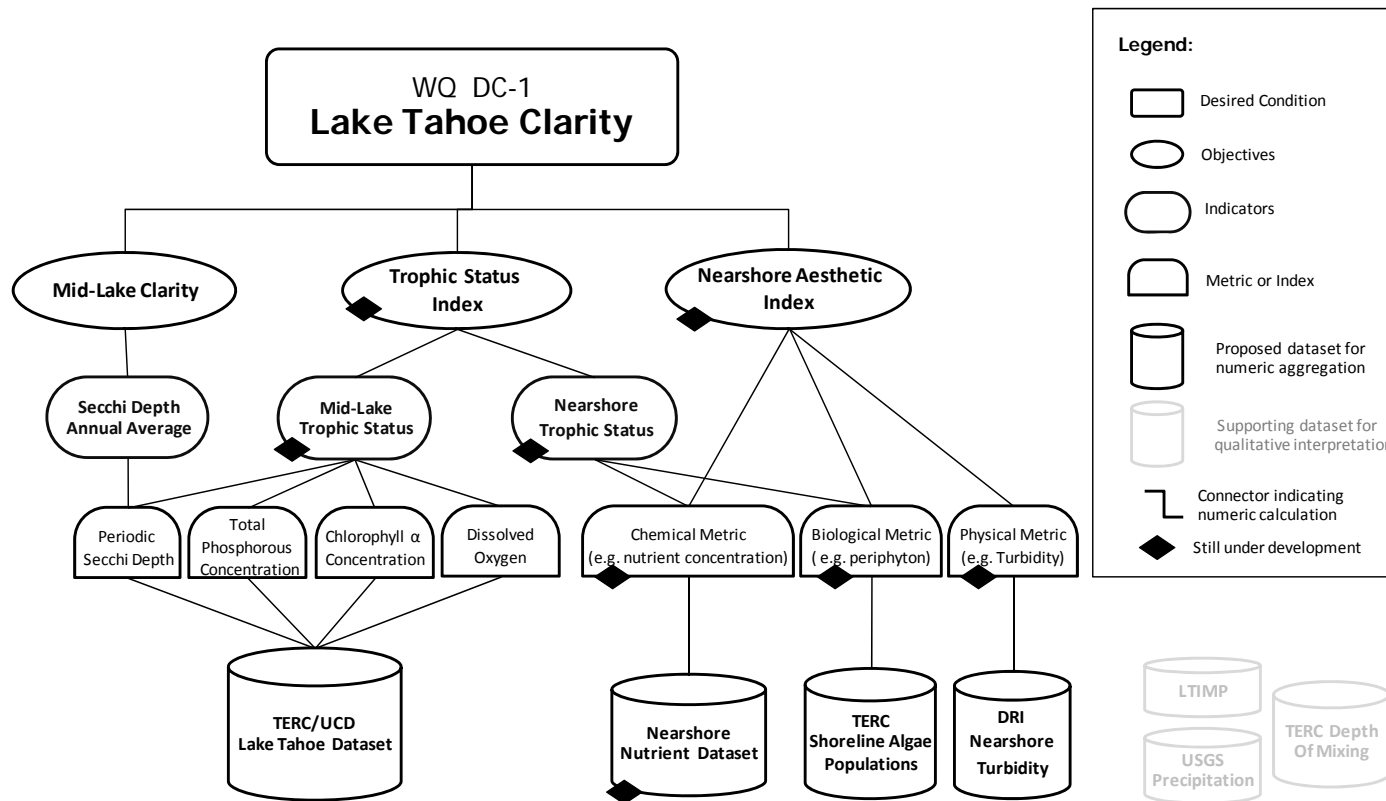 WQ DC-1
Lake Tahoe Clarity
Mid-Lake Clarity
Trophic Status
Index
Nearshore Aesthetic
Index
Secchi Depth
Annual Average
Mid-Lake
Trophic Status
Nearshore
Trophic Status
Periodic
Secchi Depth
Total
Phosphorous
Concentration
Chlorophyll α
Concentration
Dissolved
Oxygen
Chemical Metric
(e.g. nutrient concentration)
Biological Metric
( e.g. periphyton)
Physical Metric
(e.g. Turbidity)
TERC/UCD
Lake Tahoe Dataset
Nearshore
Nutrient Dataset
TERC
Shoreline Algae
Populations
DRI
Nearshore
Turbidity
Legend:
Desired Condition
Objectives
Indicators
Metric or Index
Proposed dataset for
numeric aggregation
Supporting dataset for
qualitative interpretation
Connector indicating
numeric calculation
Still under development
LTIMP
USGS
Precipitation
TERC Depth
Of Mixing